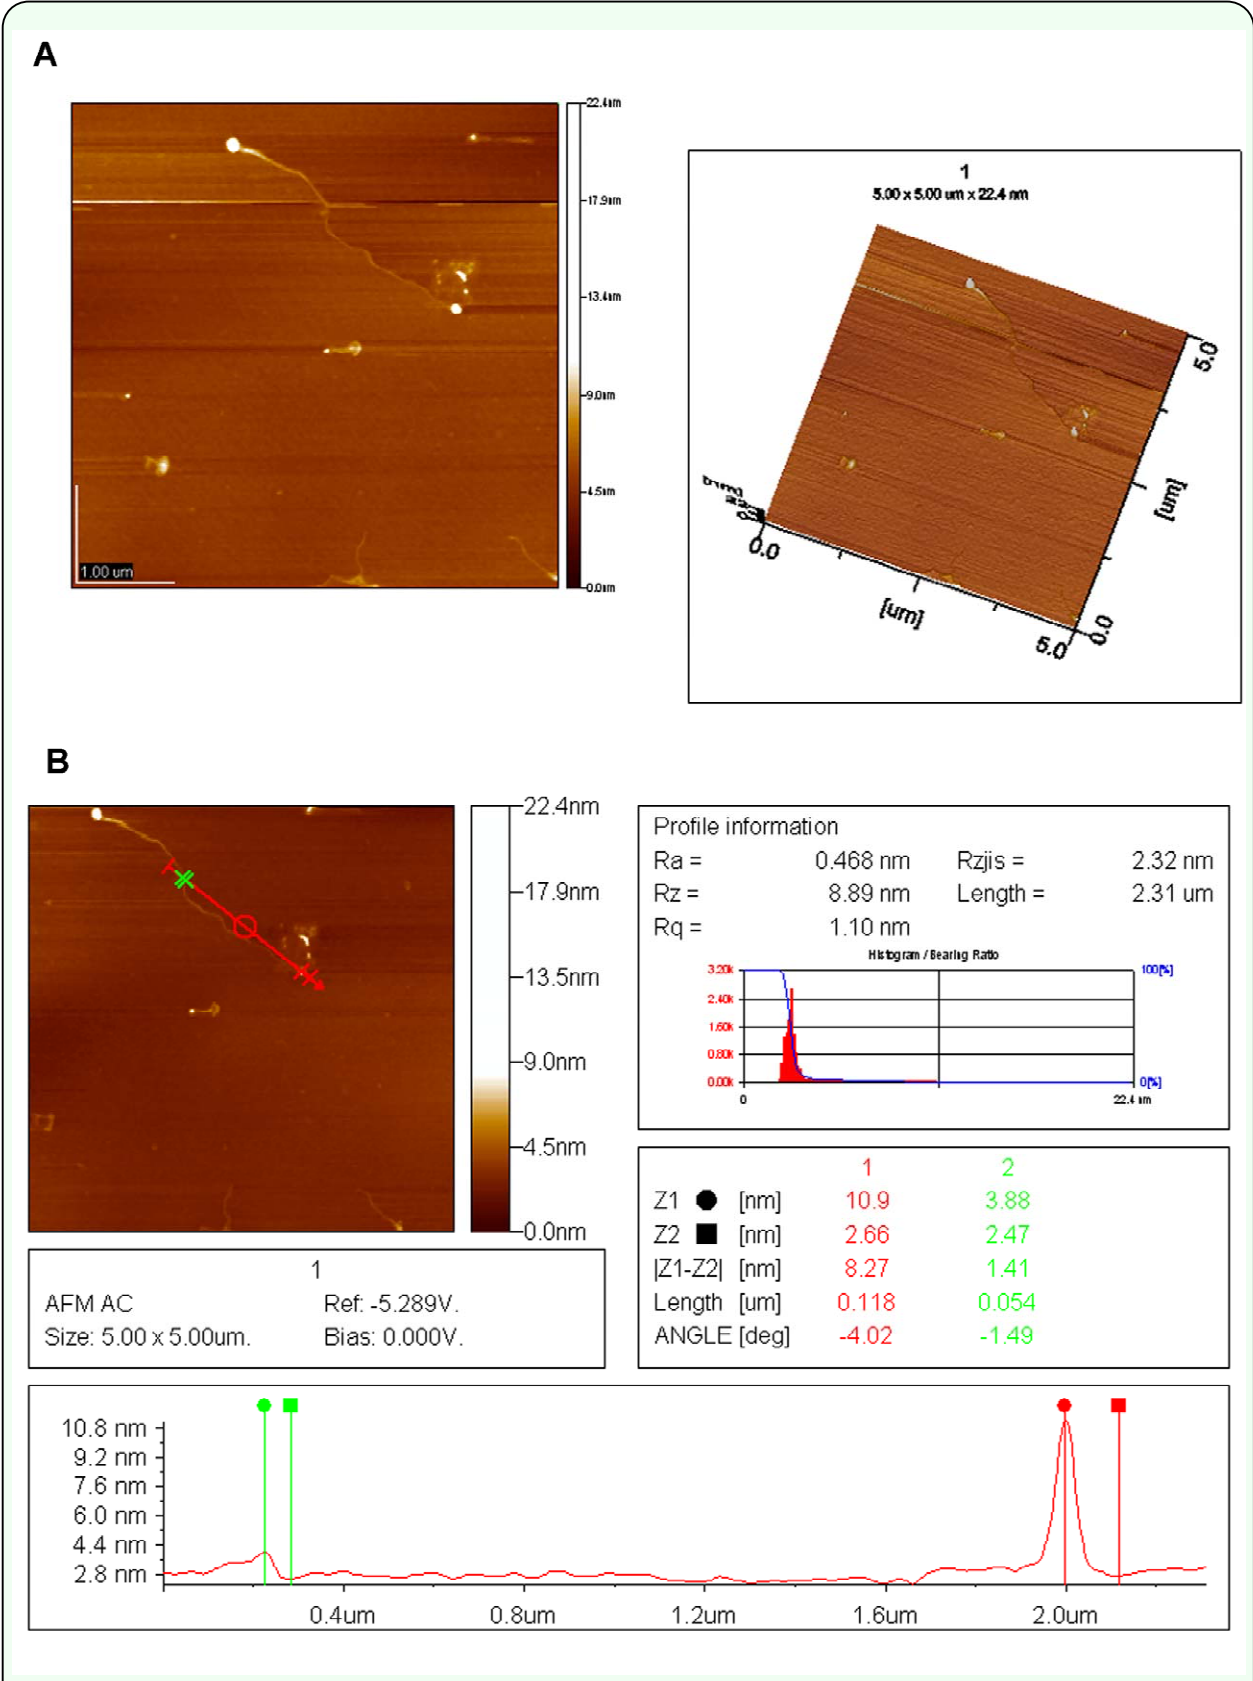 A
22.4nm
17.9nm
13.4nm
9.0nm
4.5nm
0.0nm
1.00 um
1
5.00 x 5.00 um x 22.4 nm
5.0
[um]
0.0
0.0
[um]
5.0
B
22.4nm
17.9nm
13.5nm
9.0nm
4.5nm
0.0nm
1
AFM AC Ref: -5.289V.
Size: 5.00 x 5.00um. Bias: 0.000V.
Profile information
Ra = 0.468 nm Rzjis = 2.32 nm
Rz = 8.89 nm Length = 2.31 um
Rq = 1.10 nm
Histogram / Bearing Ratio
3.20k 100[%]
2.40k
1.60k
0.80k
0.00k 0[%]
0 22.4 nm
1 2
Z1 [nm] 10.9 3.88
Z2 [nm] 2.66 2.47
|Z1-Z2| [nm] 8.27 1.41
Length [um] 0.118 0.054
ANGLE [deg] -4.02 -1.49
10.8 nm
9.2 nm
7.6 nm
6.0 nm
4.4 nm
2.8 nm
0.4um 0.8um 1.2um 1.6um 2.0um